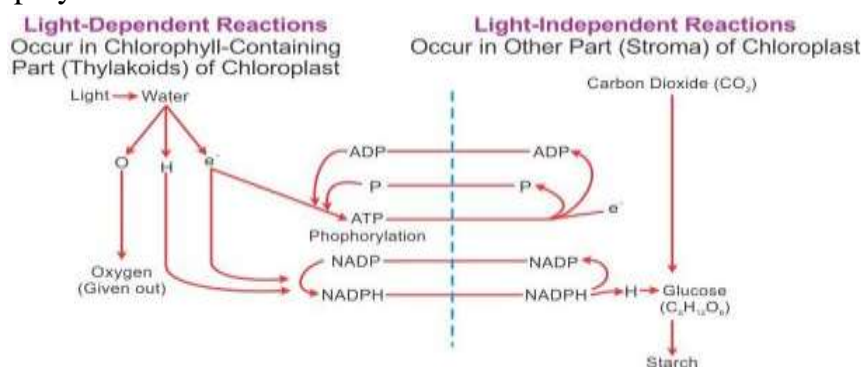 Light-Dependent Reactions
Occur in Chlorophyll-Containing
Part (Thylakoids) of Chloroplast
Light Water
O H e-
Oxygen
(Given out)
ADP ADP
P P
ATP e-
Phophorylation
NADP NADP
NADPH NADPH H
Light-Independent Reactions
Occur in Other Part (Stroma) of Chloroplast
Carbon Dioxide (CO₂)
Glucose
(C₆H₁₂O₆)
Starch